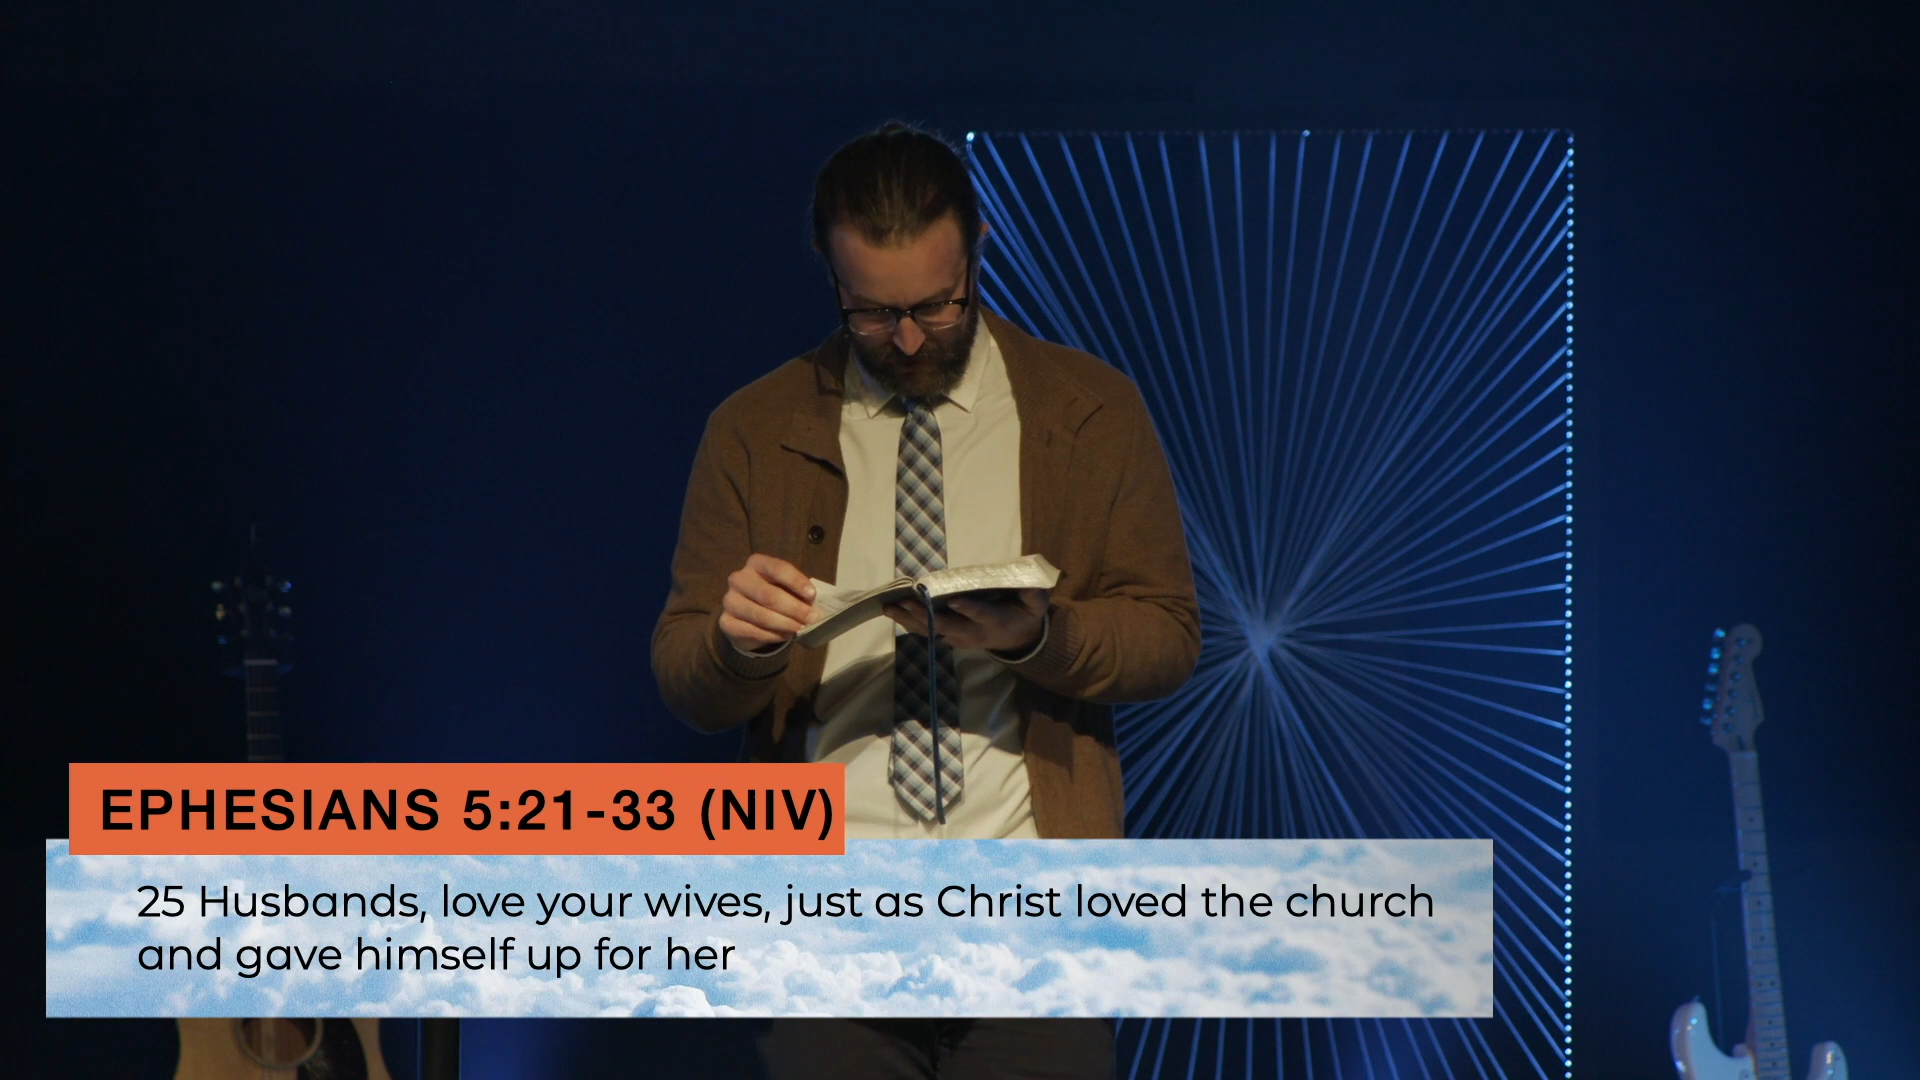 EPHESIANS 5:21-33 (NIV)
25 Husbands, love your wives, just as Christ loved the church
and gave himself up for her